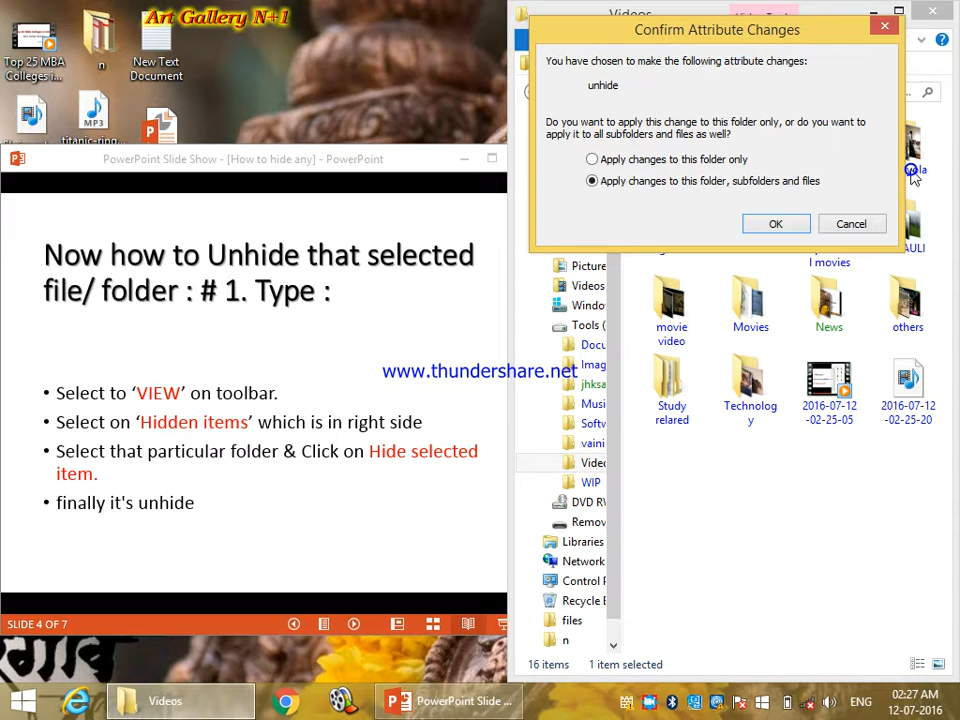 Art Gallery N+1
Top 25 MBA
Colleges i...
n
New Text
Document
MP3
titanic-ring...
PowerPoint Slide Show - [How to hide any] - PowerPoint
Now how to Unhide that selected
file/ folder : # 1. Type :
• Select to ‘VIEW’ on toolbar.
• Select on ‘Hidden items’ which is in right side
• Select that particular folder & Click on Hide selected
item.
• finally it's unhide
SLIDE 4 OF 7
www.thundershare.net
Videos
Confirm Attribute Changes
You have chosen to make the following attribute changes:
unhide
Do you want to apply this change to this folder only, or do you want to
apply it to all subfolders and files as well?
Apply changes to this folder only
Apply changes to this folder, subfolders and files
OK
Cancel
l movies
Picture
Videos
Windo
Tools (
Docu
Imag
jhksa
Musi
Softw
vaini
Videc
WIP
DVD RW
Remov
Libraries
Network
Control P
Recycle B
files
n
movie
video
Movies
News
others
Study
relared
Technolog
y
2016-07-12
-02-25-05
2016-07-12
-02-25-20
16 items
1 item selected
Videos
PowerPoint Slide ...
ENG
02:27 AM
12-07-2016